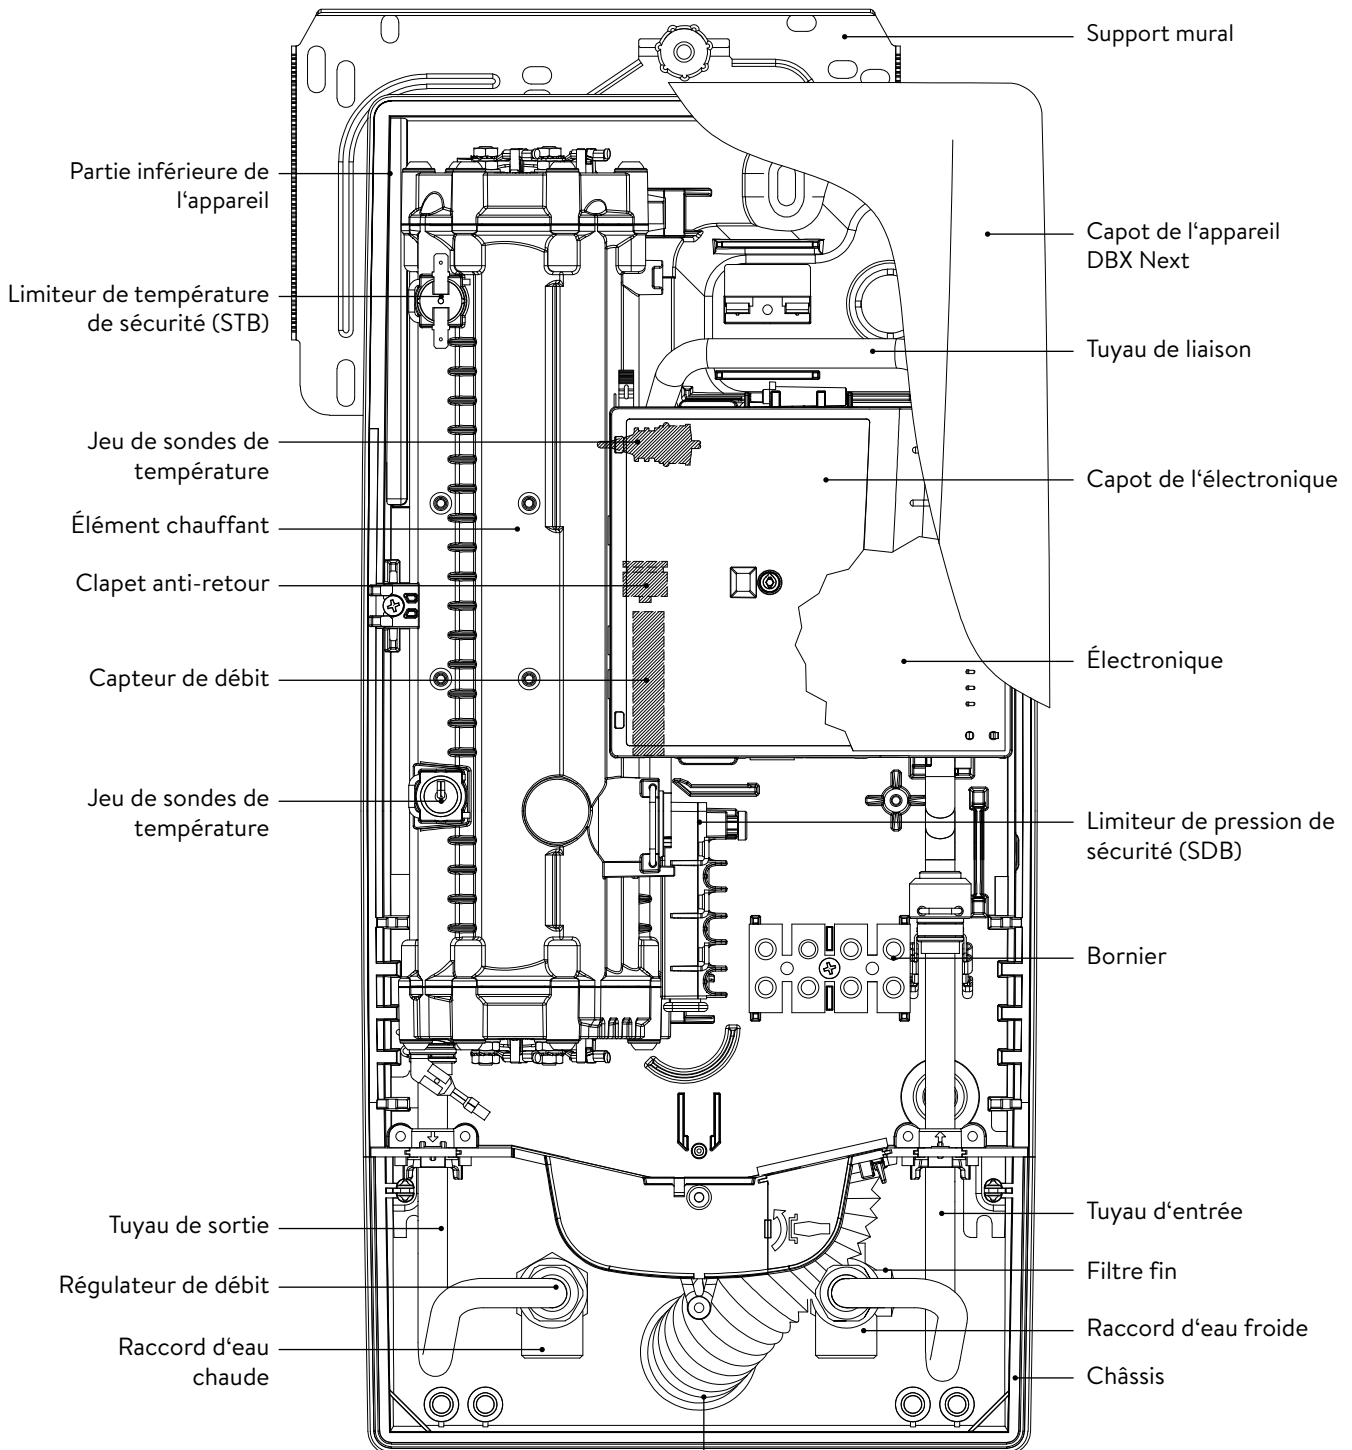 Support mural
Partie inférieure de
l‘appareil
Capot de l‘appareil
DBX Next
Limiteur de température
de sécurité (STB)
Tuyau de liaison
Jeu de sondes de
température
Capot de l‘électronique
Élément chauffant
Clapet anti-retour
Électronique
Capteur de débit
Jeu de sondes de
température
Limiteur de pression de
sécurité (SDB)
Bornier
Tuyau de sortie
Tuyau d‘entrée
Régulateur de débit
Filtre fin
Raccord d‘eau
chaude
Raccord d‘eau froide
Châssis